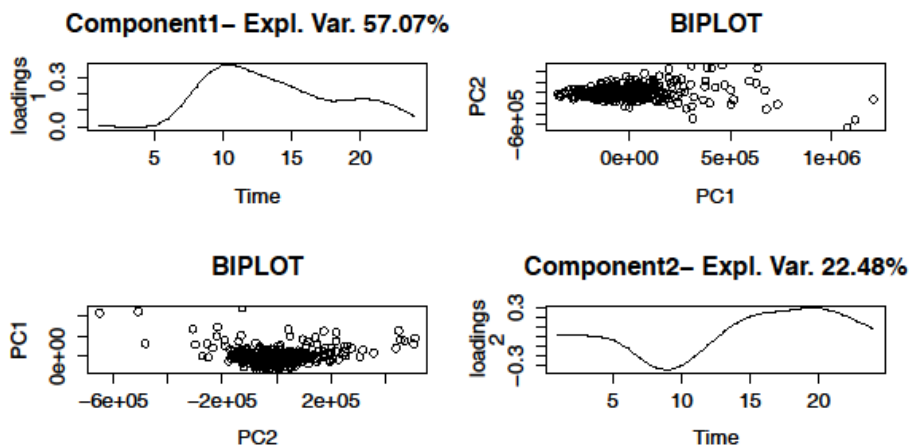 Component1– Expl. Var. 57.07%
loadings
1
0.0 0.3
5 10 15 20
Time
BIPLOT
PC2
−6e+05
0e+00 5e+05 1e+06
PC1
BIPLOT
PC1
0e+00
−6e+05 −2e+05 2e+05
PC2
Component2– Expl. Var. 22.48%
loadings
2
−0.3 0.3
5 10 15 20
Time